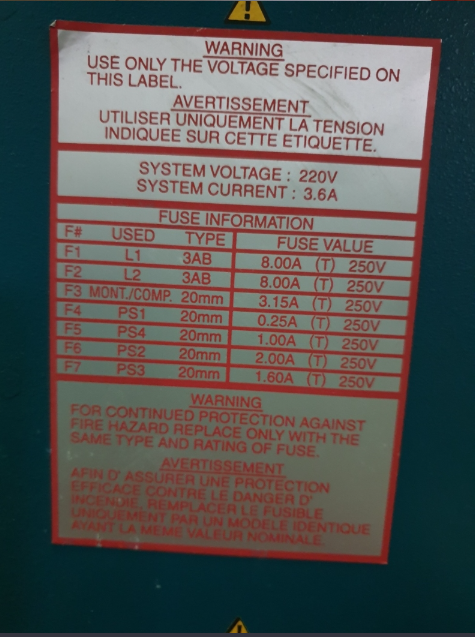 WARNING
USE ONLY THE VOLTAGE SPECIFIED ON
THIS LABEL.
AVERTISSEMENT
UTILISER UNIQUEMENT LA TENSION
INDIQUEE SUR CETTE ETIQUETTE.
SYSTEM VOLTAGE : 220V
SYSTEM CURRENT : 3.6A
FUSE INFORMATION
F# USED TYPE FUSE VALUE
F1 L1 3AB 8.00A (T) 250V
F2 L2 3AB 8.00A (T) 250V
F3 MONT./COMP. 20mm 3.15A (T) 250V
F4 PS1 20mm 0.25A (T) 250V
F5 PS4 20mm 1.00A (T) 250V
F6 PS2 20mm 2.00A (T) 250V
F7 PS3 20mm 1.60A (T) 250V
WARNING
FOR CONTINUED PROTECTION AGAINST
FIRE HAZARD REPLACE ONLY WITH THE
SAME TYPE AND RATING OF FUSE.
AVERTISSEMENT
AFIN D' ASSURER UNE PROTECTION
EFFICACE CONTRE LE DANGER D'
INCENDIE, REMPLACER LE FUSIBLE
UNIQUEMENT PAR UN MODELE IDENTIQUE
AYANT LA MEME VALEUR NOMINALE.